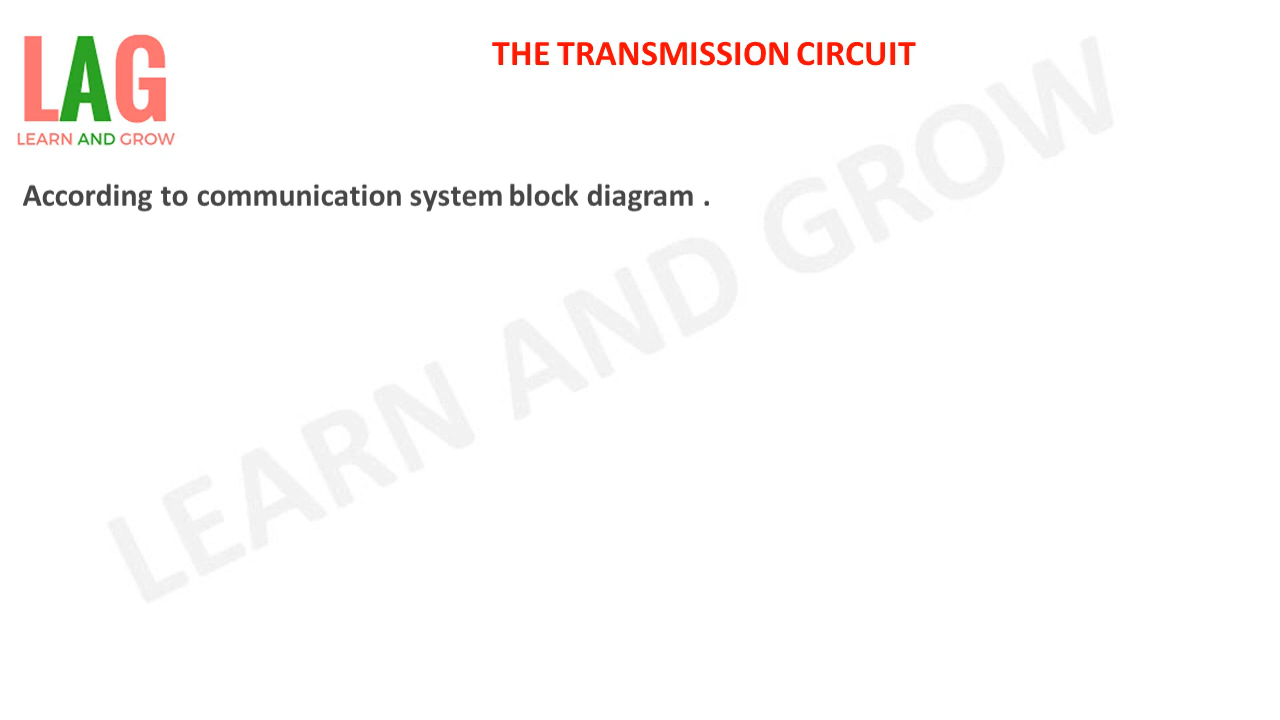 LAG
LEARN AND GROW
THE TRANSMISSION CIRCUIT
According to communication system block diagram .
LEARN AND GROW